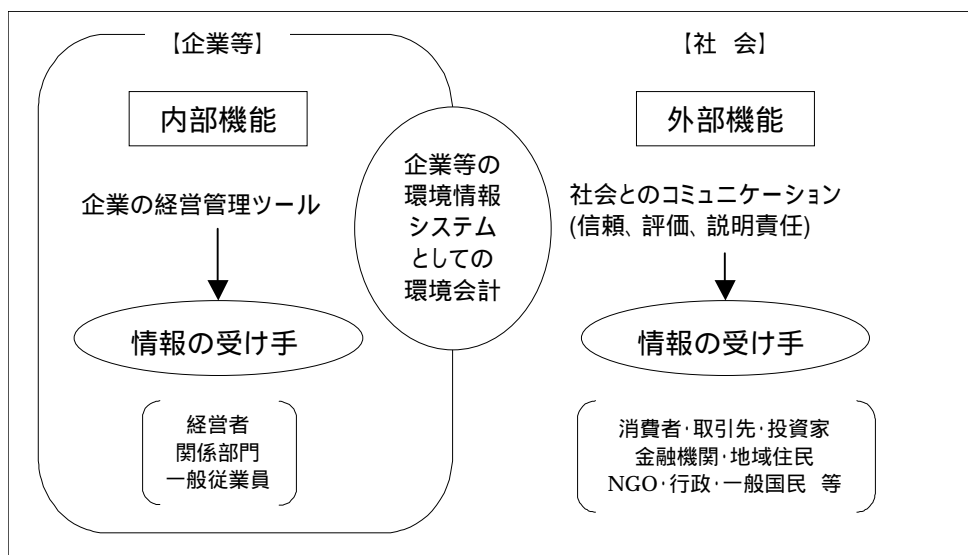 【企業等】
内部機能
企業の経営管理ツール
情報の受け手
経営者
関係部門
一般従業員
企業等の
環境情報
システム
としての
環境会計
【社 会】
外部機能
社会とのコミュニケーション
(信頼、評価、説明責任)
情報の受け手
消費者・取引先・投資家
金融機関・地域住民
NGO・行政・一般国民 等